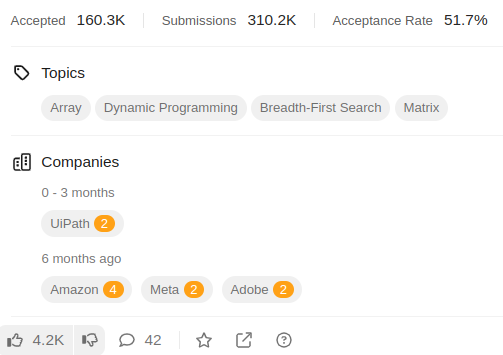 Accepted 160.3K Submissions 310.2K Acceptance Rate 51.7%
Topics
Array Dynamic Programming Breadth-First Search Matrix
Companies
0 - 3 months
UiPath 2
6 months ago
Amazon 4 Meta 2 Adobe 2
4.2K 42